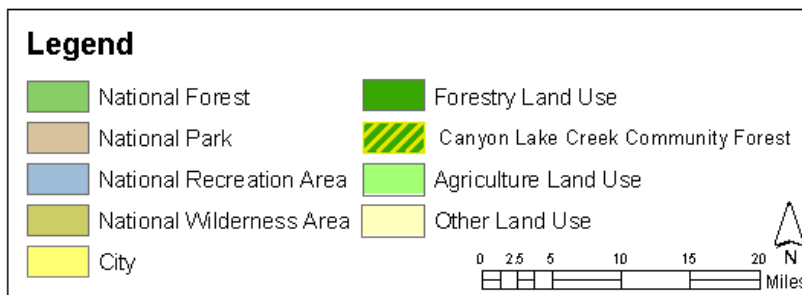 Legend
National Forest
National Park
National Recreation Area
National Wilderness Area
City
Forestry Land Use
Canyon Lake Creek Community Forest
Agriculture Land Use
Other Land Use
0 2.5 5 10 15 20
Miles
N